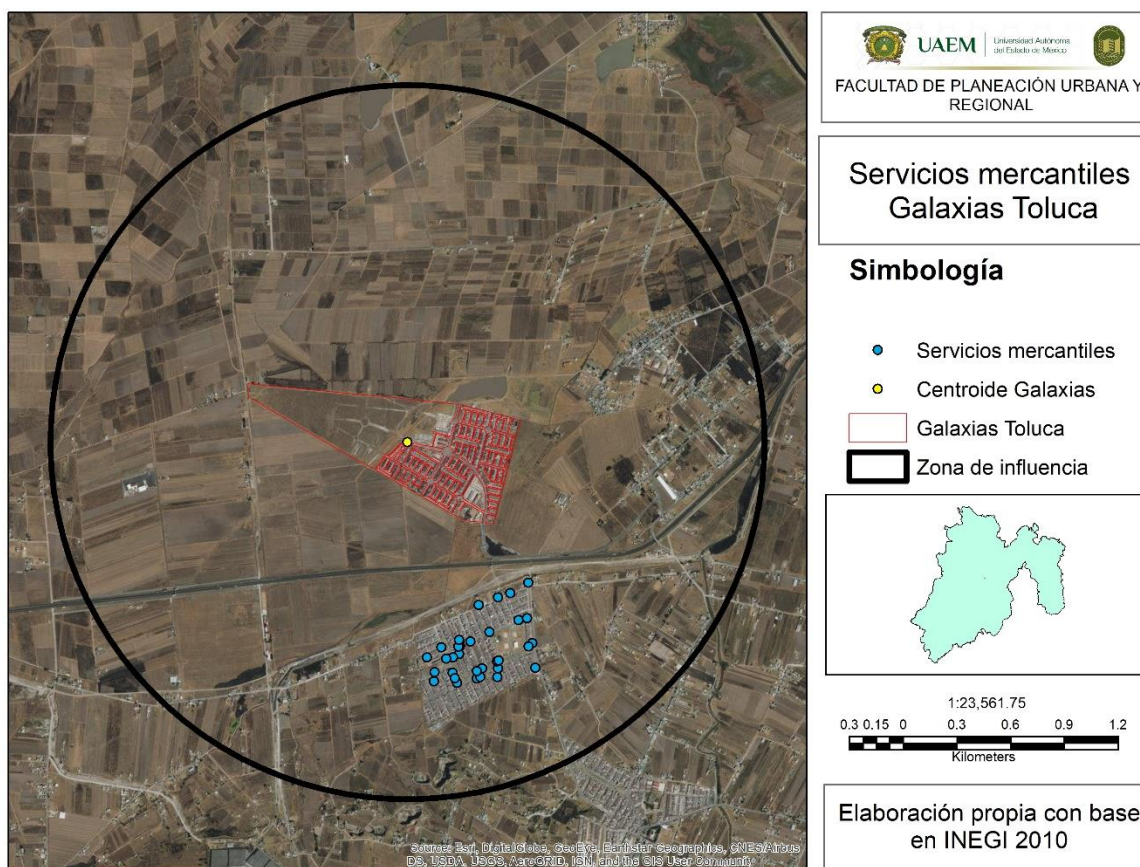 UAEM
Universidad Autónoma
del Estado de México
FACULTAD DE PLANEACIÓN URBANA Y
REGIONAL
Servicios mercantiles
Galaxias Toluca
Simbología
Servicios mercantiles
Centroide Galaxias
Galaxias Toluca
Zona de influencia
1:23,561.75
0.3 0.15 0 0.3 0.6 0.9 1.2
Kilometers
Elaboración propia con base
en INEGI 2010
Source: Esri, DigitalGlobe, GeoEye, Earthstar Geographics, CNES/Airbus
DS, USDA, USGS, AeroGRID, IGN, and the GIS User Communit